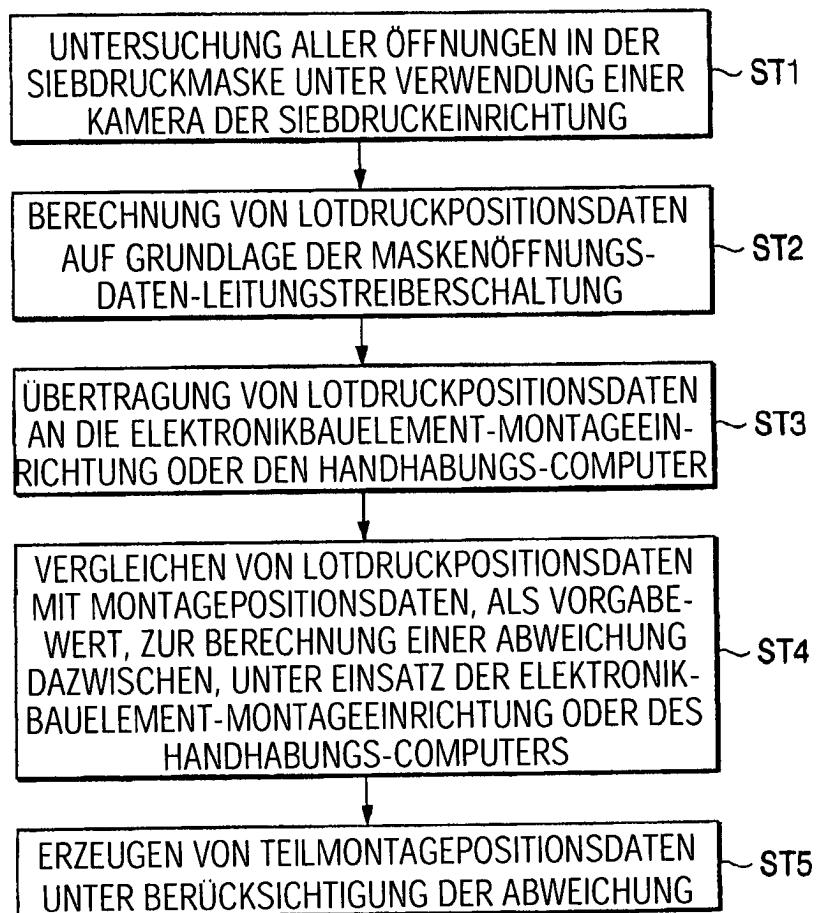 UNTERSUCHUNG ALLER ÖFFNUNGEN IN DER
SIEBDRUCKMASKE UNTER VERWENDUNG EINER
KAMERA DER SIEBDRUCKEINRICHTUNG
ST1
BERECHNUNG VON LOTDRUCKPOSITIONSDATEN
AUF GRUNDLAGE DER MASKENÖFFNUNGS-
DATEN-LEITUNGSTREIBERSCHALTUNG
ST2
ÜBERTRAGUNG VON LOTDRUCKPOSITIONSDATEN
AN DIE ELEKTRONIKBAUELEMENT-MONTAGEEIN-
RICHTUNG ODER DEN HANDHABUNGS-COMPUTER
ST3
VERGLEICHEN VON LOTDRUCKPOSITIONSDATEN
MIT MONTAGEPOSITIONSDATEN, ALS VORGABE-
WERT, ZUR BERECHNUNG EINER ABWEICHUNG
DAZWISCHEN, UNTER EINSATZ DER ELEKTRONIK-
BAUELEMENT-MONTAGEEINRICHTUNG ODER DES
HANDHABUNGS-COMPUTERS
ST4
ERZEUGEN VON TEILMONTAGEPOSITIONSDATEN
UNTER BERÜCKSICHTIGUNG DER ABWEICHUNG
ST5